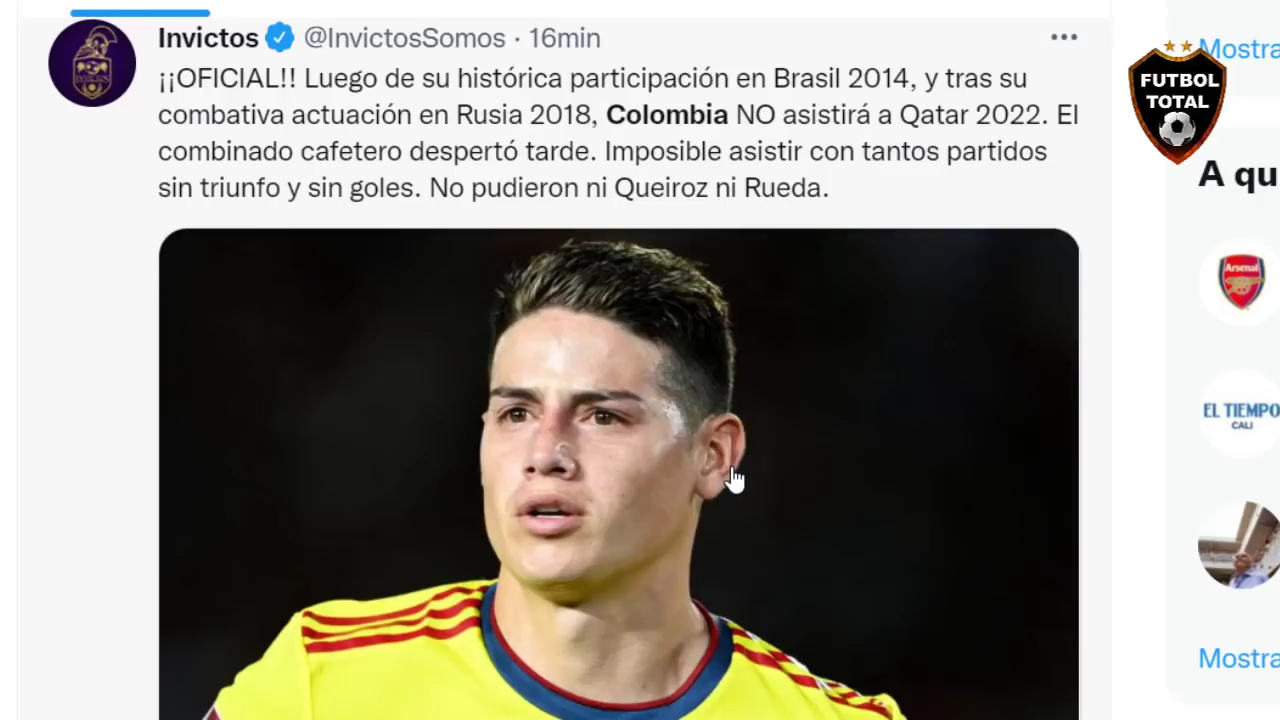 Invictos @InvictosSomos · 16min
¡¡OFICIAL!! Luego de su histórica participación en Brasil 2014, y tras su
combativa actuación en Rusia 2018, Colombia NO asistirá a Qatar 2022. El
combinado cafetero despertó tarde. Imposible asistir con tantos partidos
sin triunfo y sin goles. No pudieron ni Queiroz ni Rueda.
Mostra
FUTBOL
TOTAL
A qu
Arsenal
EL TIEMPO
CALI
Mostra